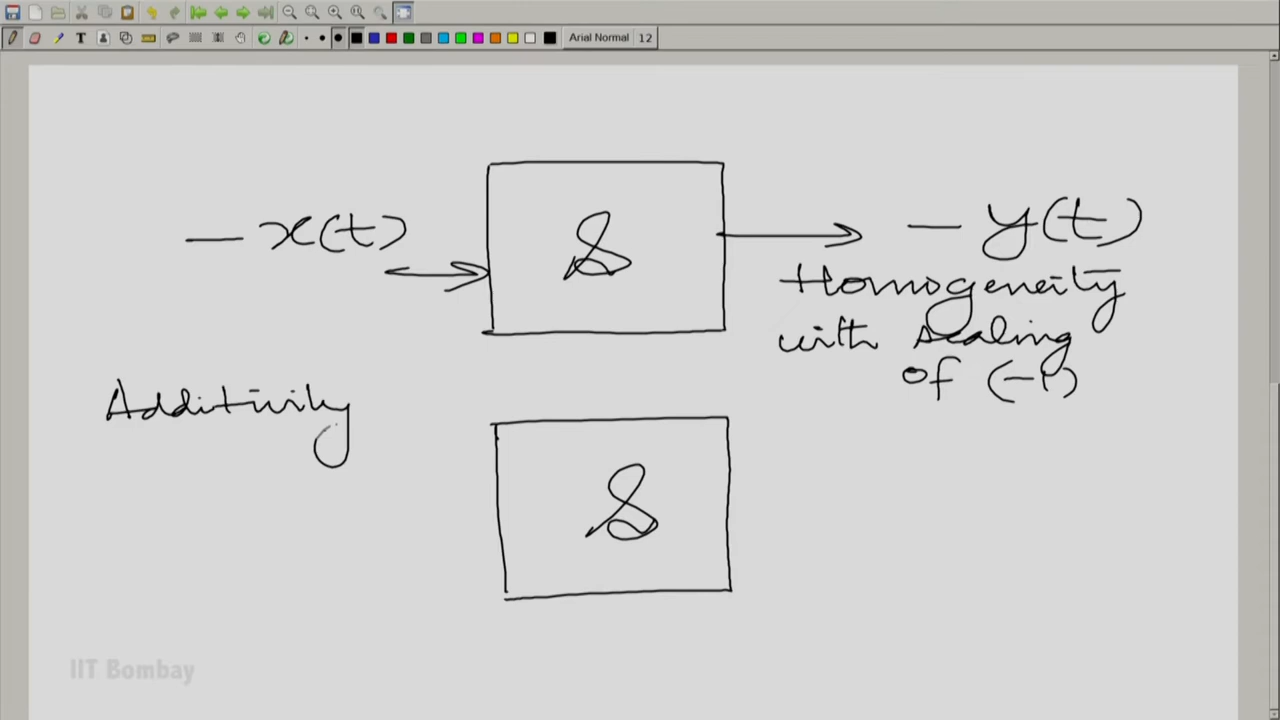 Arial Normal 12
— x(t) S — y(t)
Homogeneity
with scaling
of (-1)
Additivity
S
IIT Bombay